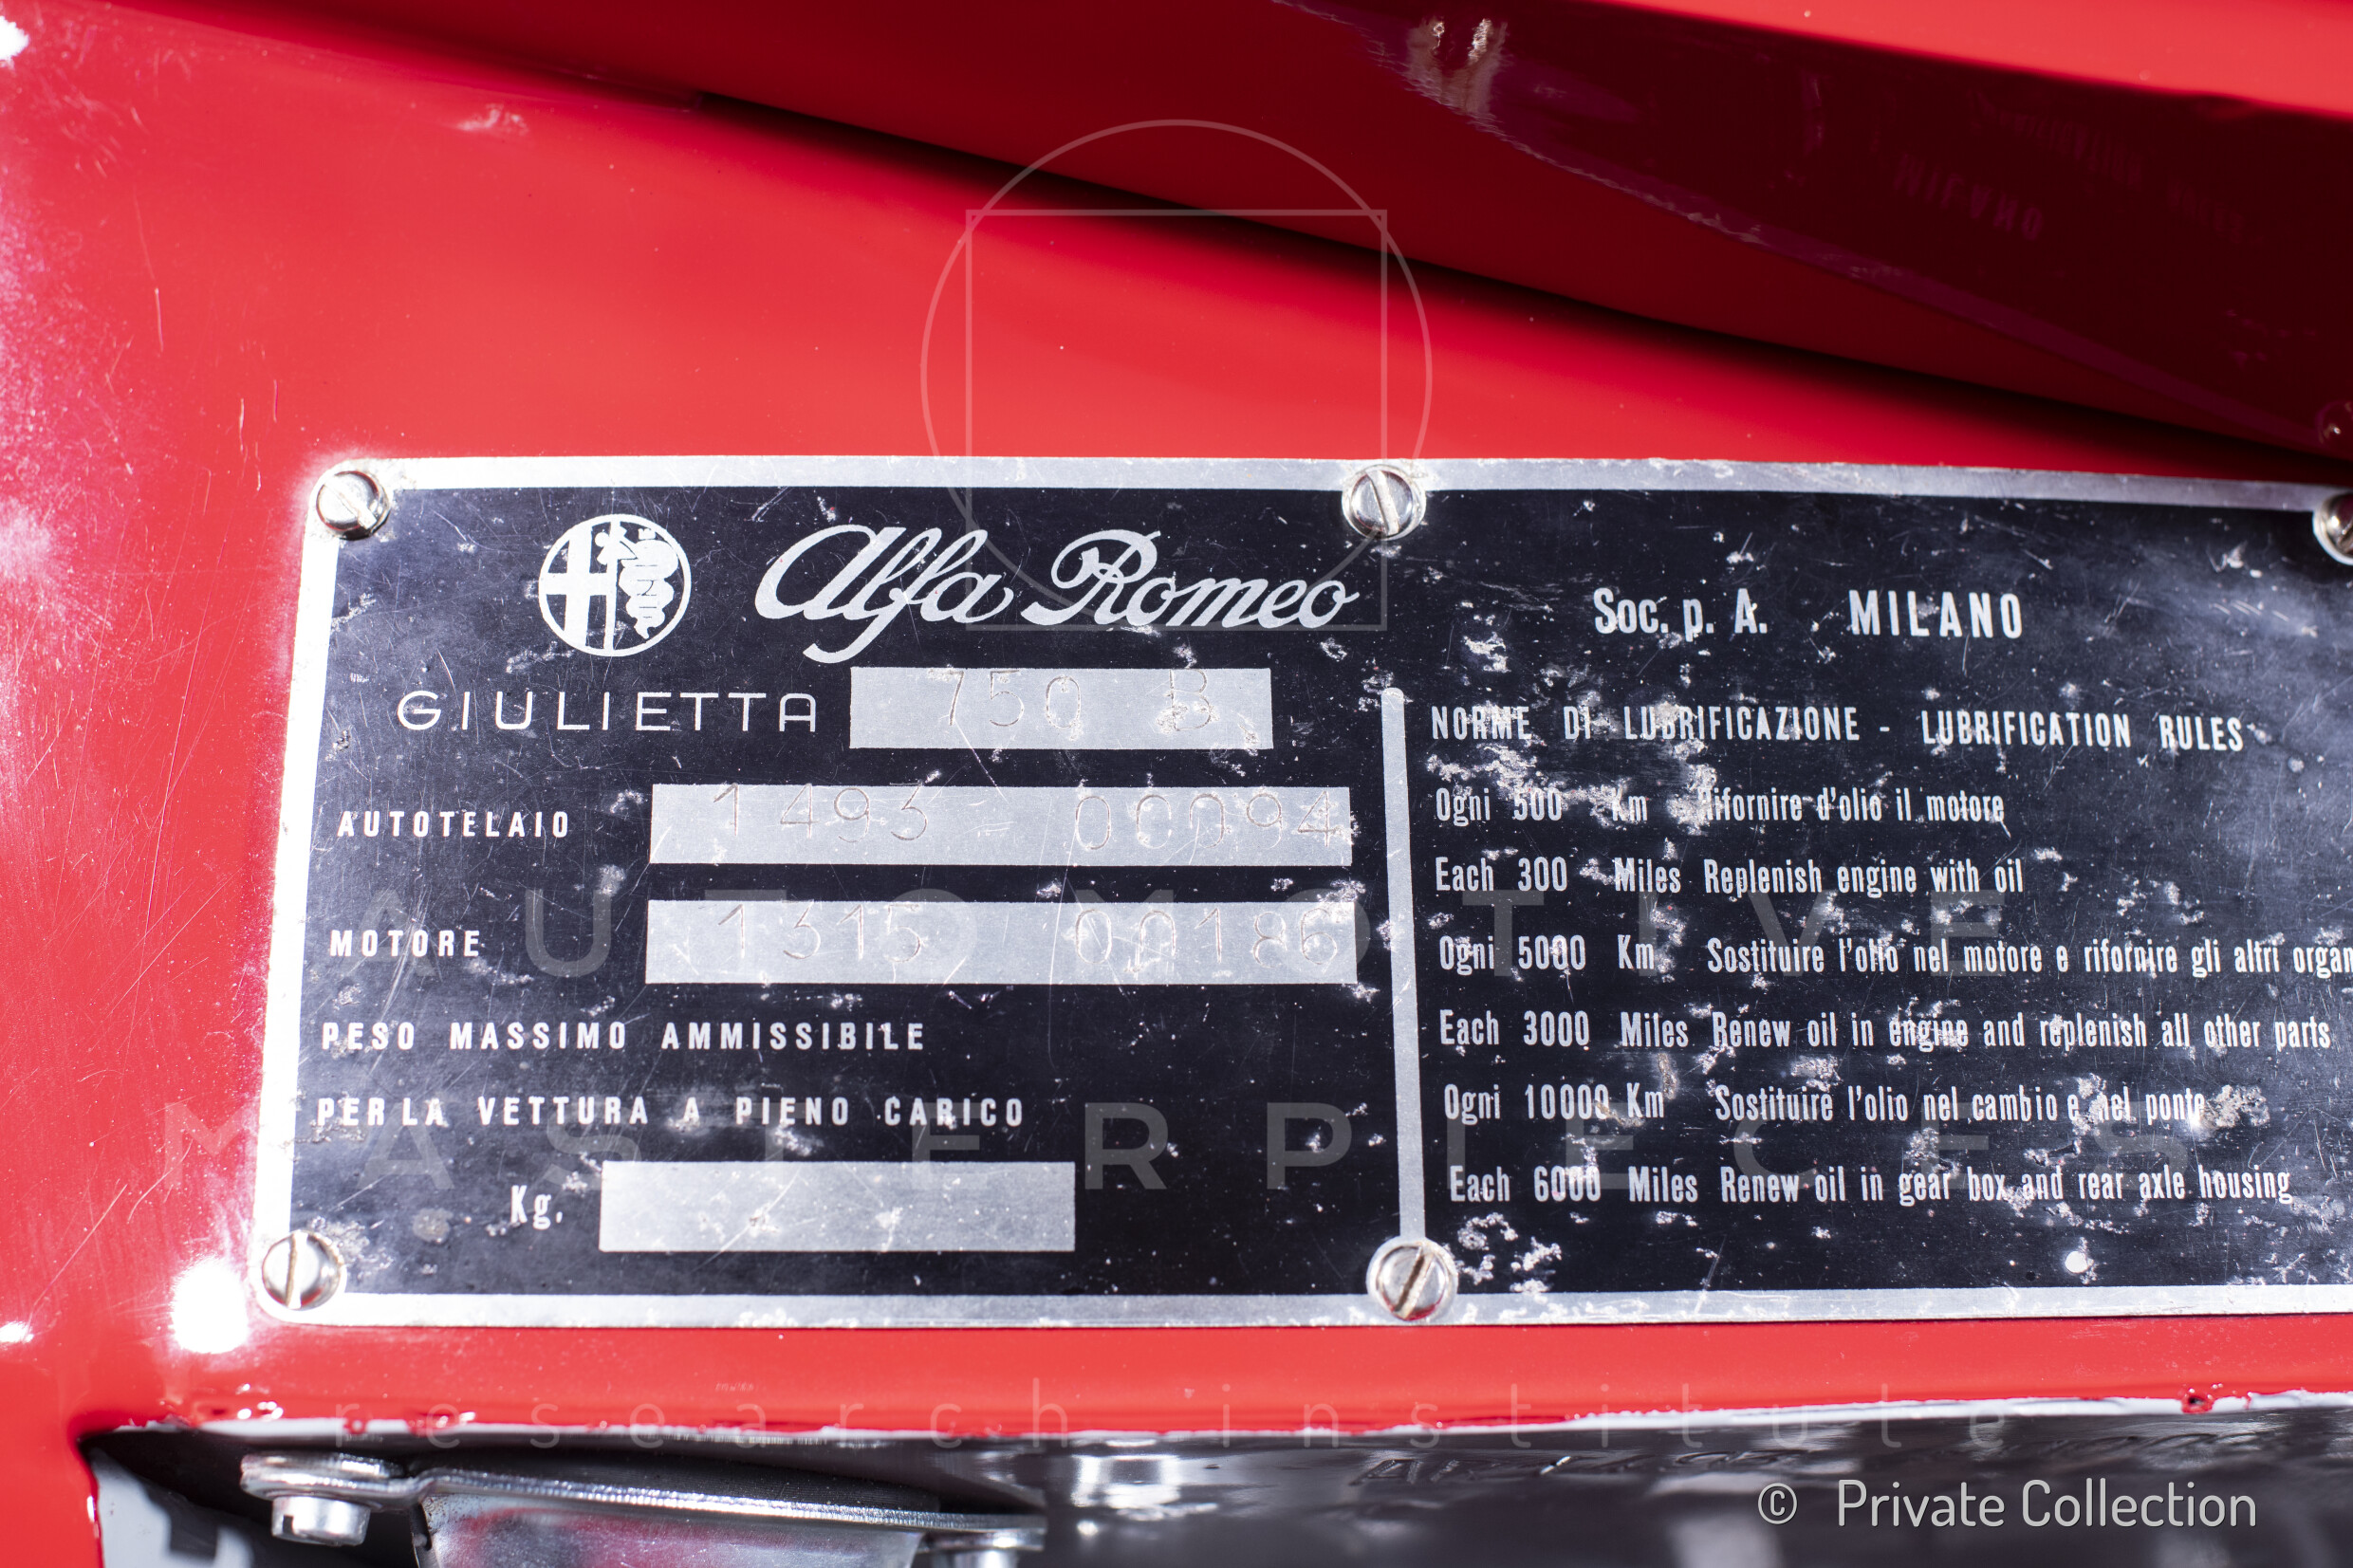 Alfa Romeo
GIULIETTA 750 B
AUTOTELAIO 1493 00094
MOTORE 1315 00186
PESO MASSIMO AMMISSIBILE
PER LA VETTURA A PIENO CARICO
Kg.
Soc. p. A. MILANO
NORME DI LUBRIFICAZIONE - LUBRIFICATION RULES
Ogni 500 Km Rifornire d'olio il motore
Each 300 Miles Replenish engine with oil
Ogni 5000 Km Sostituire l'olio nel motore e rifornire gli altri organ
Each 3000 Miles Renew oil in engine and replenish all other parts
Ogni 10000 Km Sostituire l'olio nel cambio e nel ponte
Each 6000 Miles Renew oil in gear box and rear axle housing
AUTOMOTIVE
MASTERPIECES
research institute
© Private Collection